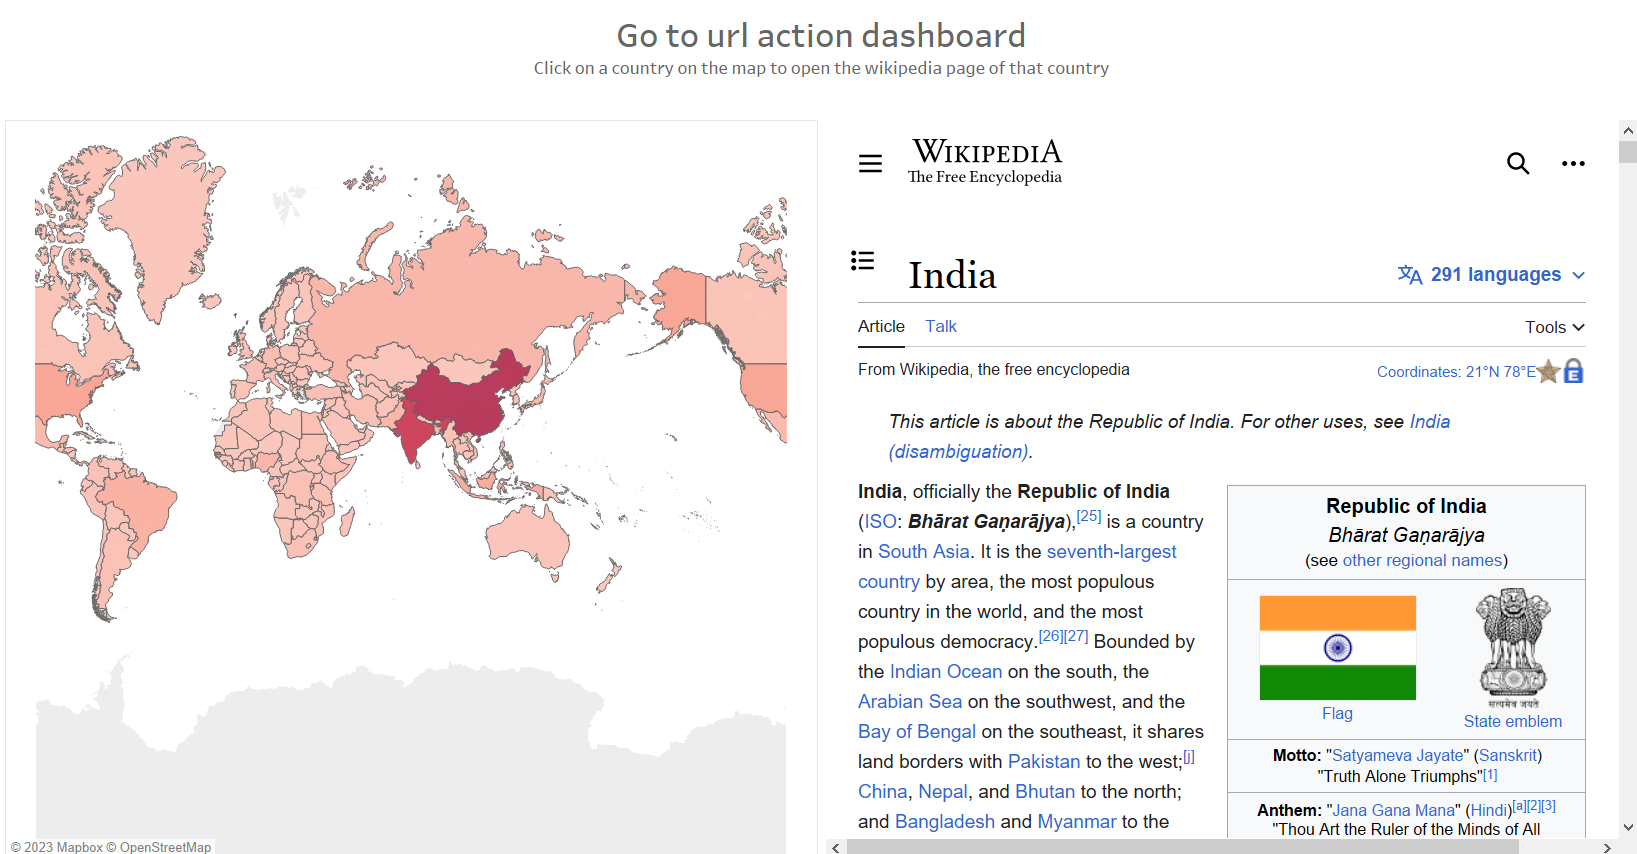 Go to url action dashboard
Click on a country on the map to open the wikipedia page of that country
WIKIPEDIA
The Free Encyclopedia
India
291 languages
Article Talk
Tools
From Wikipedia, the free encyclopedia
Coordinates: 21°N 78°E
This article is about the Republic of India. For other uses, see India
(disambiguation).
India, officially the Republic of India
(ISO: Bhārat Gaṇarājya),[25] is a country
in South Asia. It is the seventh-largest
country by area, the most populous
country in the world, and the most
populous democracy.[26][27] Bounded by
the Indian Ocean on the south, the
Arabian Sea on the southwest, and the
Bay of Bengal on the southeast, it shares
land borders with Pakistan to the west;[j]
China, Nepal, and Bhutan to the north;
and Bangladesh and Myanmar to the
Republic of India
Bhārat Gaṇarājya
(see other regional names)
सत्यमेव जयते
Flag
State emblem
Motto: "Satyameva Jayate" (Sanskrit)
"Truth Alone Triumphs"[1]
Anthem: "Jana Gana Mana" (Hindi)[a][2][3]
"Thou Art the Ruler of the Minds of All
© 2023 Mapbox © OpenStreetMap